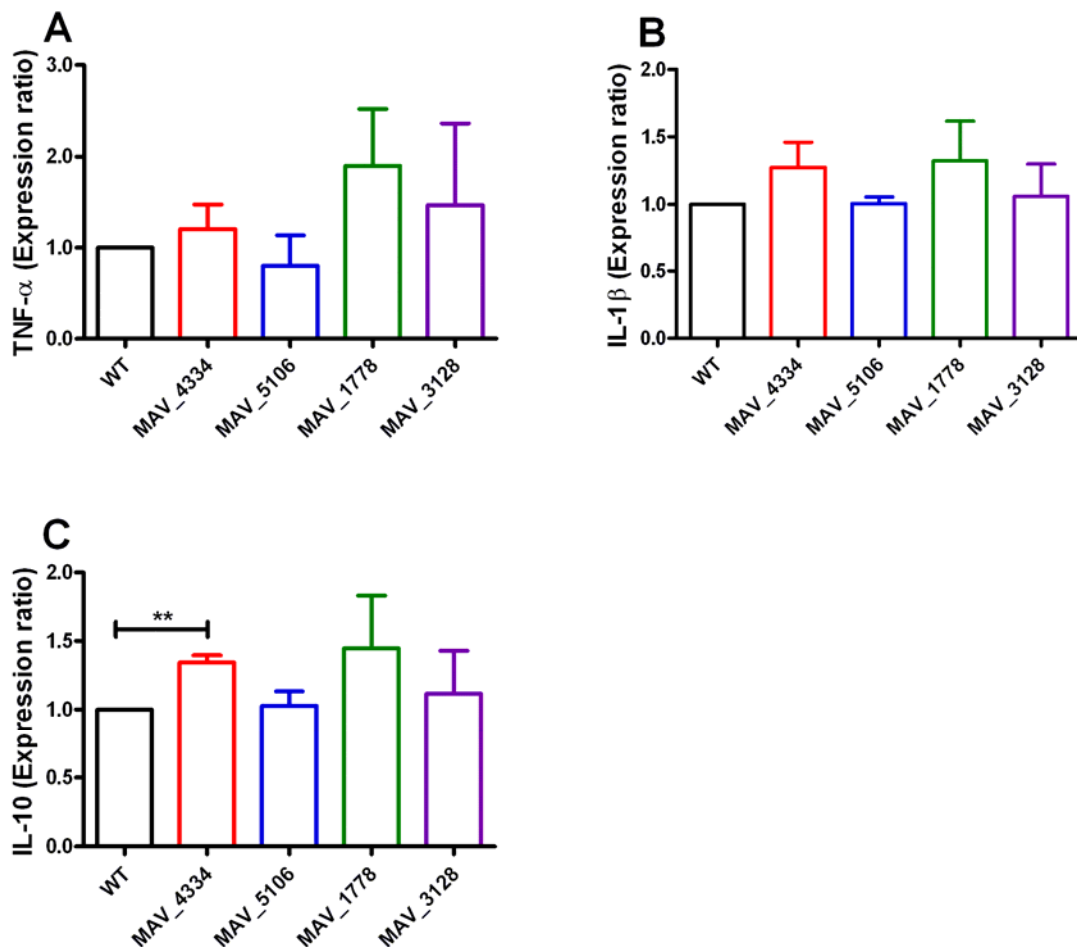 A
TNF-α (Expression ratio)
3.0
2.0
1.0
0.0
WT
MAV_4334
MAV_5106
MAV_1778
MAV_3128
B
IL-1β (Expression ratio)
2.0
1.5
1.0
0.5
0.0
WT
MAV_4334
MAV_5106
MAV_1778
MAV_3128
C
IL-10 (Expression ratio)
2.0
1.5
1.0
0.5
0.0
**
WT
MAV_4334
MAV_5106
MAV_1778
MAV_3128